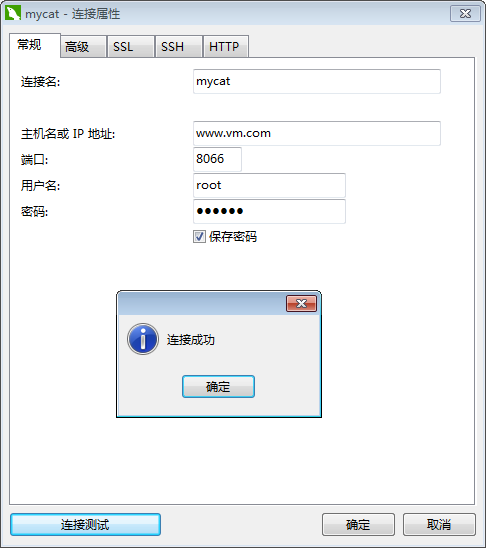 mycat - 连接属性
常规 高级 SSL SSH HTTP
连接名: mycat
主机名或 IP 地址: www.vm.com
端口: 8066
用户名: root
密码: ●●●●●●
保存密码
连接成功
确定
连接测试 确定 取消